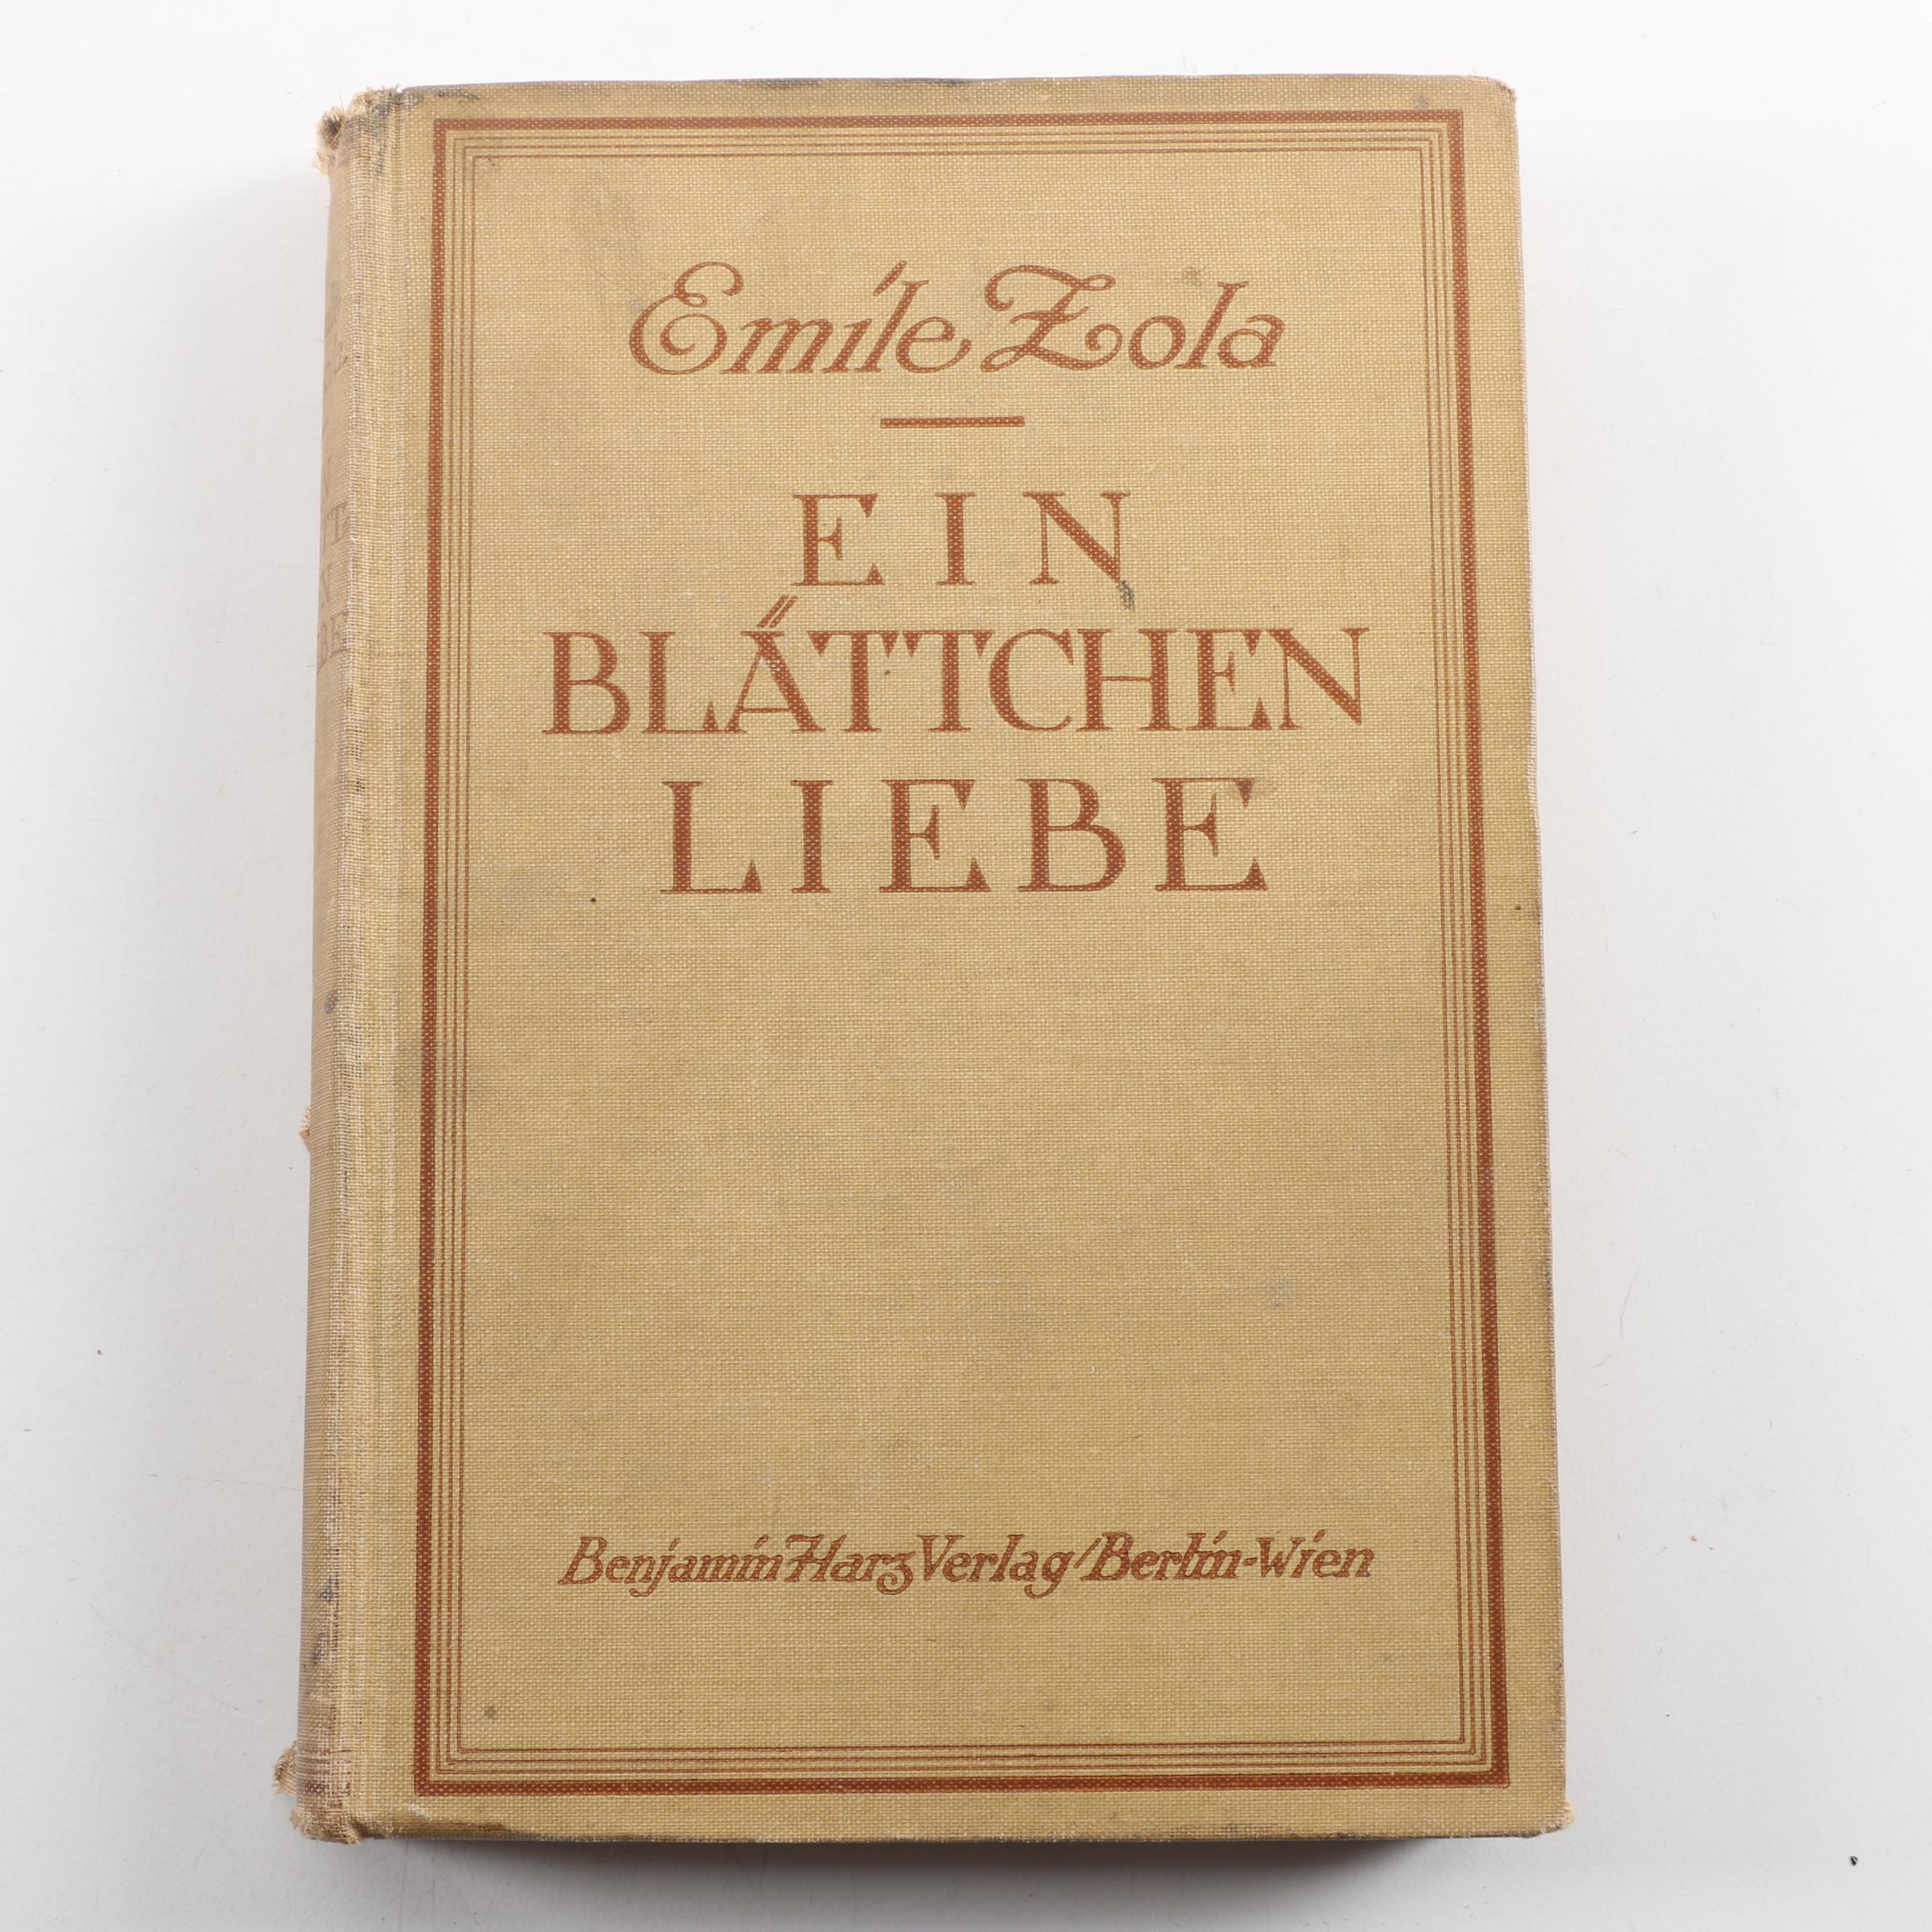 Emile Zola
EIN
BLÄTTCHEN
LIEBE
Benjamin Harz Verlag/Berlin-Wien